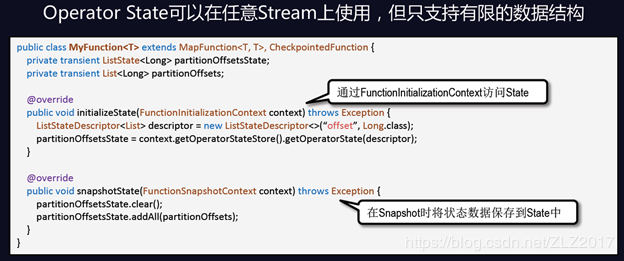 Operator State可以在任意Stream上使用，但只支持有限的数据结构
public class MyFunction<T> extends MapFunction<T, T>, CheckpointedFunction {
private transient ListState<Long> partitionOffsetsState;
private transient List<Long> partitionOffsets;
通过FunctionInitializationContext访问State
@override
public void initializeState(FunctionInitializationContext context) throws Exception {
ListStateDescriptor<List> descriptor = new ListStateDescriptor<>(“offset”, Long.class);
partitionOffsetsState = context.getOperatorStateStore().getOperatorState(descriptor);
}
@override
public void snapshotState(FunctionSnapshotContext context) throws Exception {
partitionOffsetsState.clear();
partitionOffsetsState.addAll(partitionOffsets);
在Snapshot时将状态数据保存到State中
}
}
https://blog.csdn.net/ZLZ2017